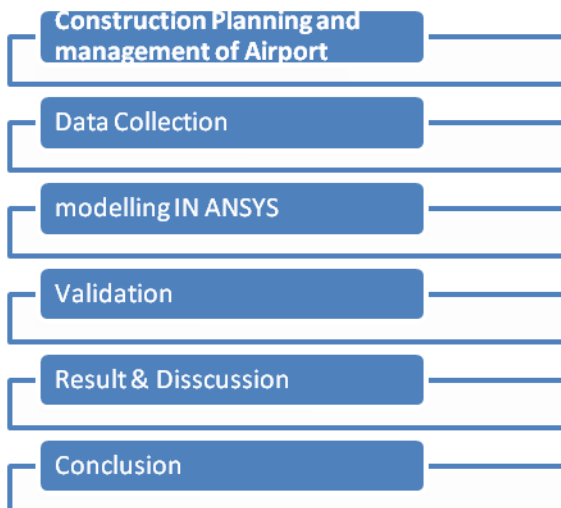 Construction Planning and
management of Airport
Data Collection
modelling IN ANSYS
Validation
Result & Disscussion
Conclusion